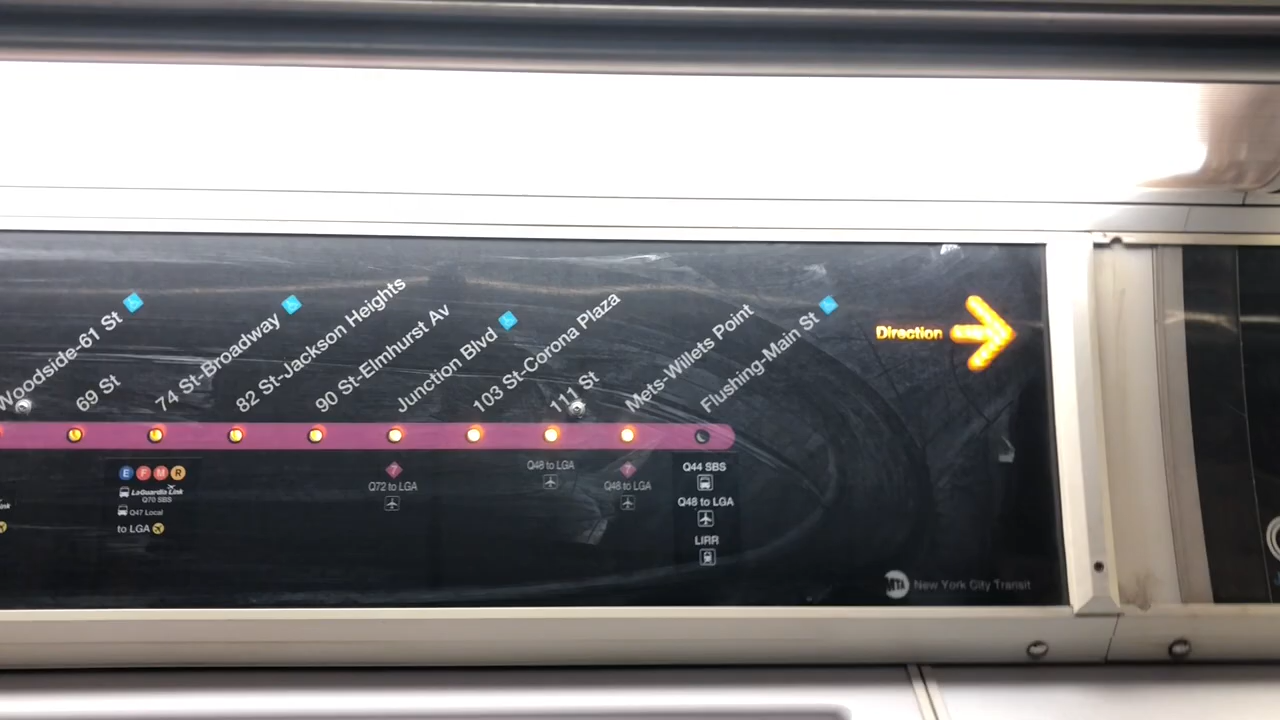 Woodside-61 St
69 St
74 St-Broadway
82 St-Jackson Heights
90 St-Elmhurst Av
Junction Blvd
103 St-Corona Plaza
111 St
Mets-Willets Point
Flushing-Main St
Direction
E F M R
LaGuardia Link
Q70 SBS
Q47 Local
to LGA
7
Q72 to LGA
Q48 to LGA
7
Q48 to LGA
Q44 SBS
Q48 to LGA
LIRR
MTA New York City Transit